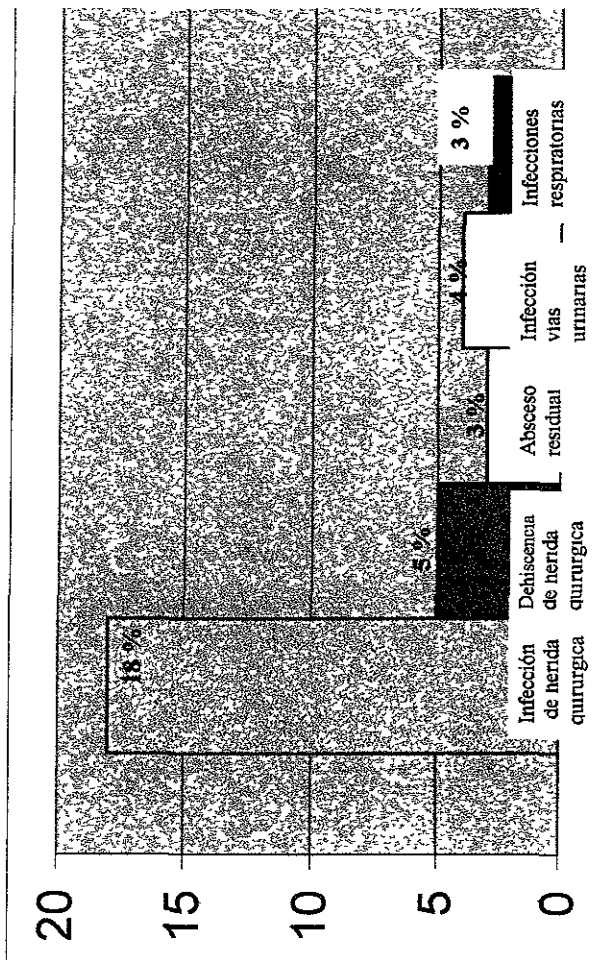 20
15
10
5
0
18 %
5 %
3 %
4 %
3 %
Infección
de herida
quirurgica
Dehiscencia
de herida
quirurgica
Absceso
residual
Infección
vias
urinarias
Infecciones
respiratorias